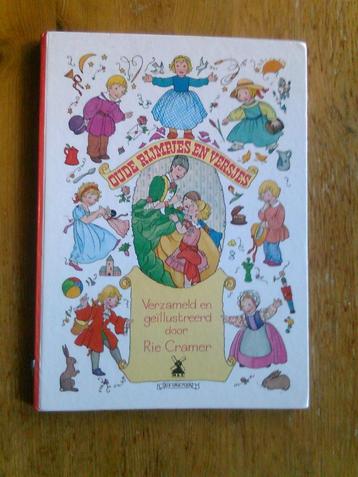 OUDE RIJMPJES EN VERSJES
Verzameld en
geïllustreerd
door
Rie Cramer